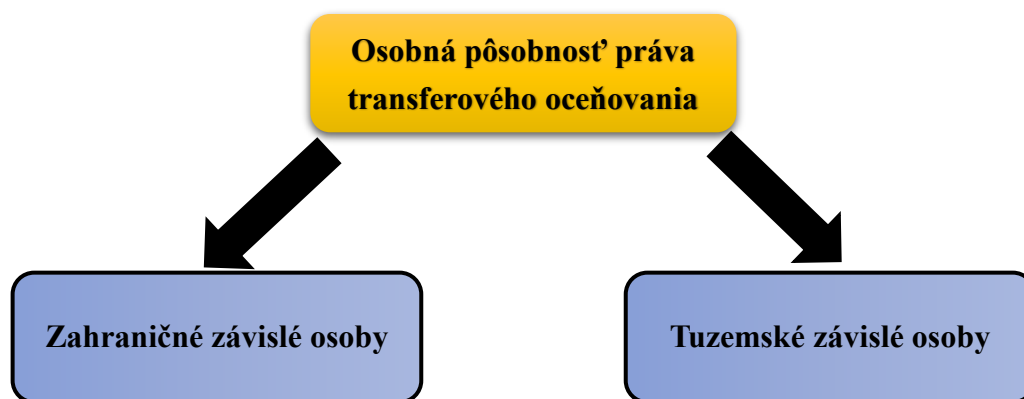 Osobná pôsobnosť práva
transferového oceňovania
Zahraničné závislé osoby
Tuzemské závislé osoby